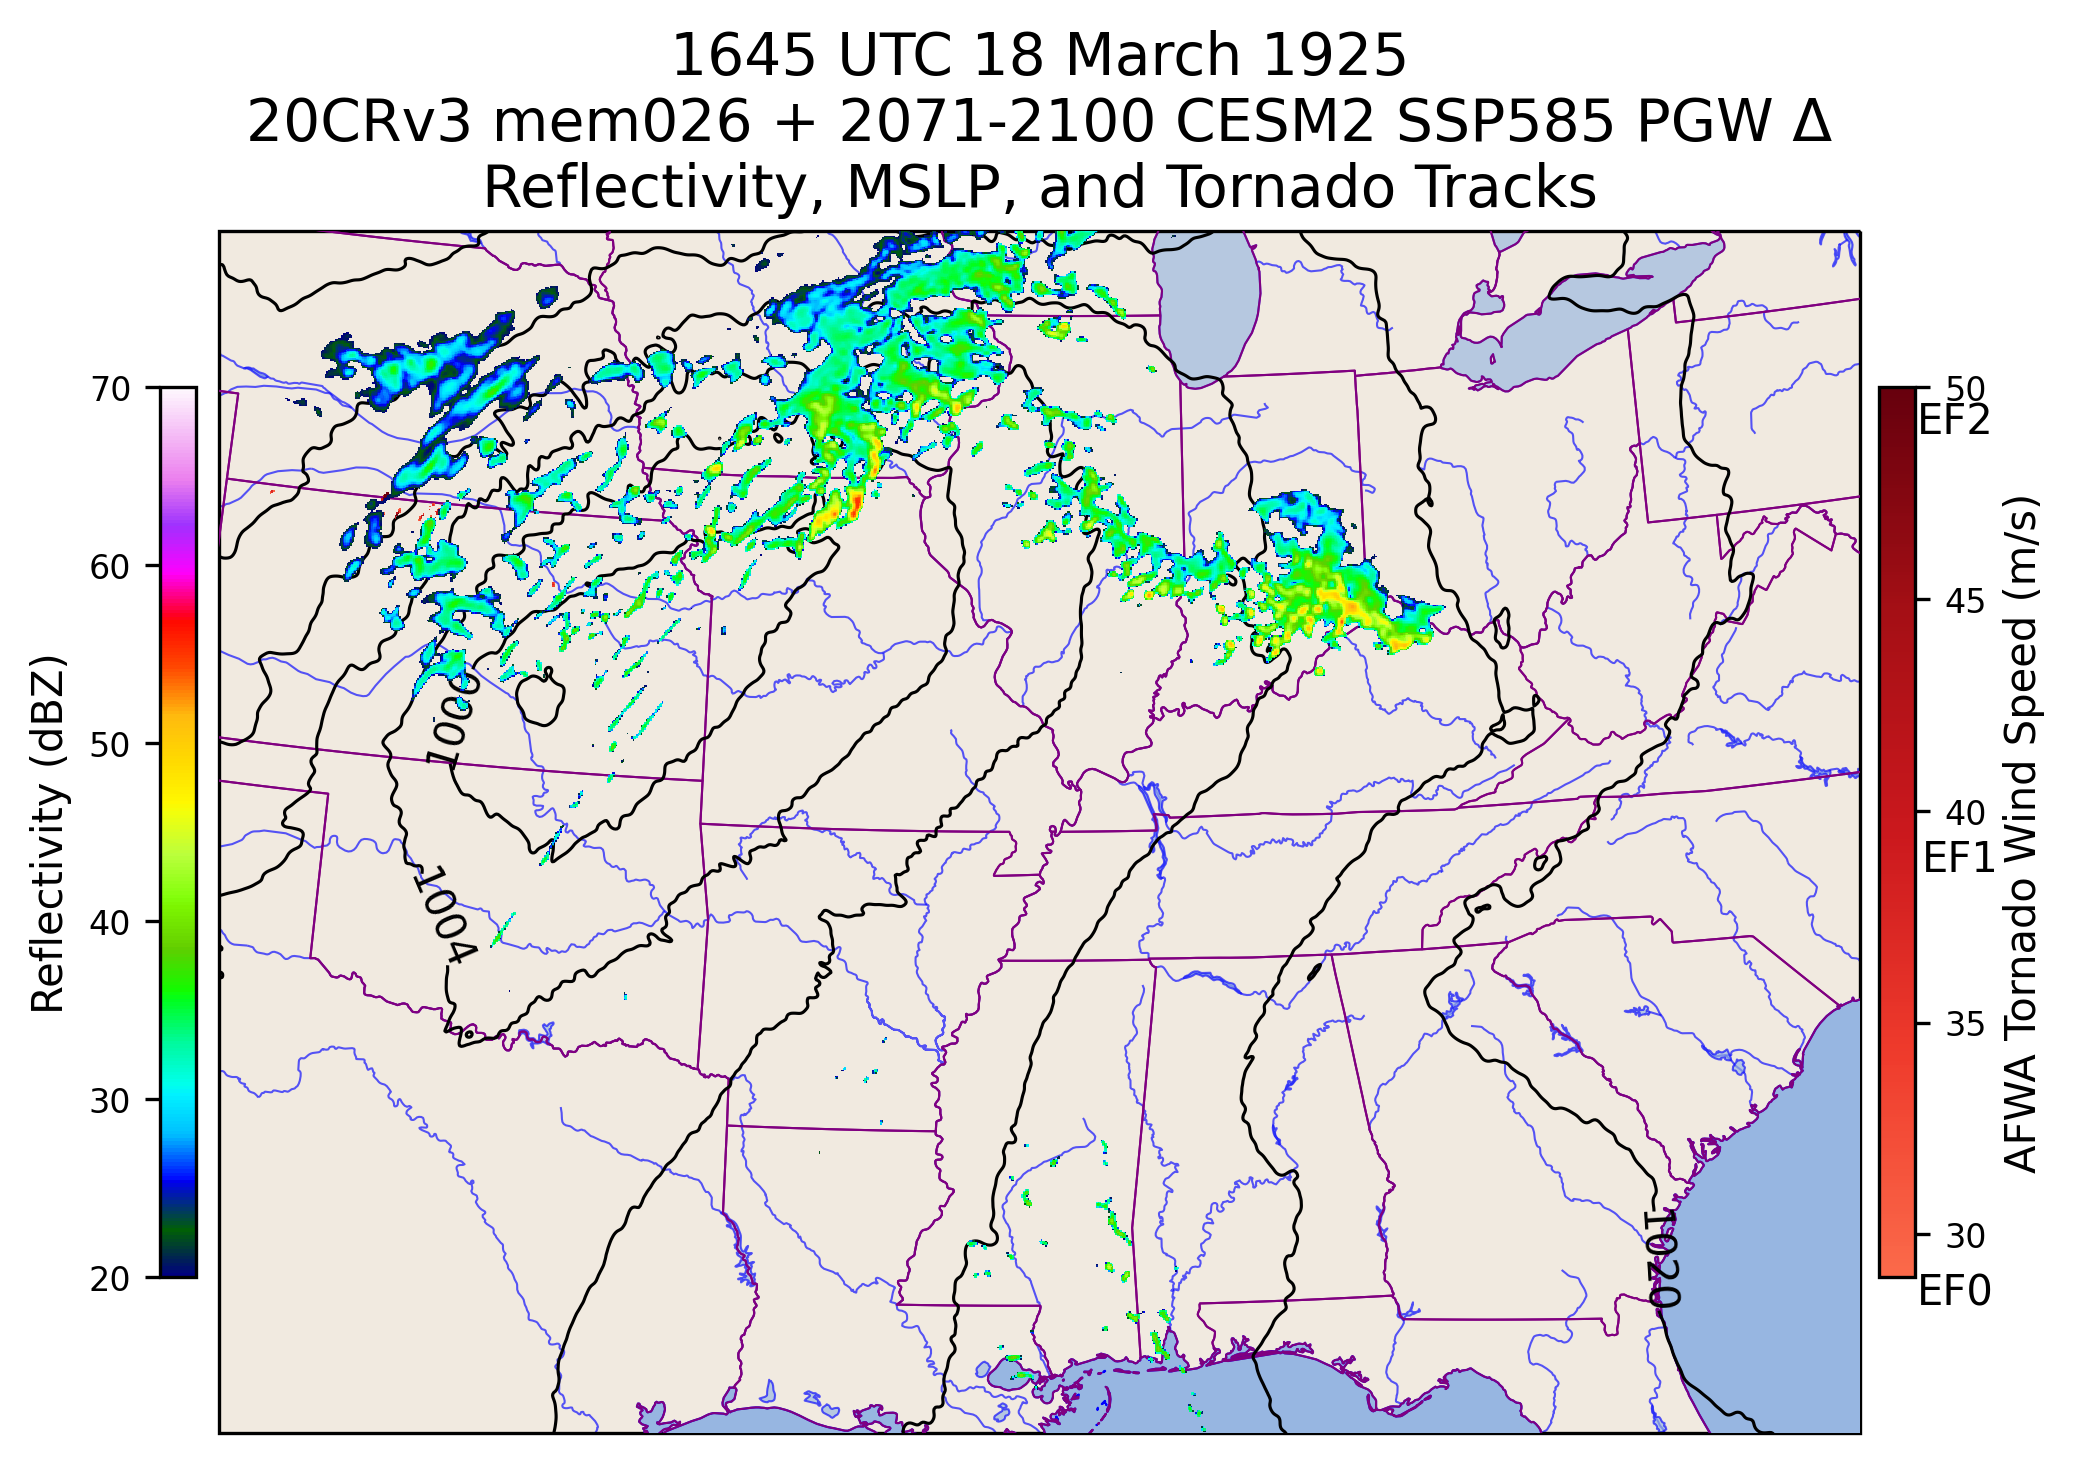 1645 UTC 18 March 1925
20CRv3 mem026 + 2071-2100 CESM2 SSP585 PGW Δ
Reflectivity, MSLP, and Tornado Tracks
70
60
50
40
30
20
Reflectivity (dBZ)
1000
1004
1020
50
EF2
45
40
EF1
35
30
EF0
AFWA Tornado Wind Speed (m/s)